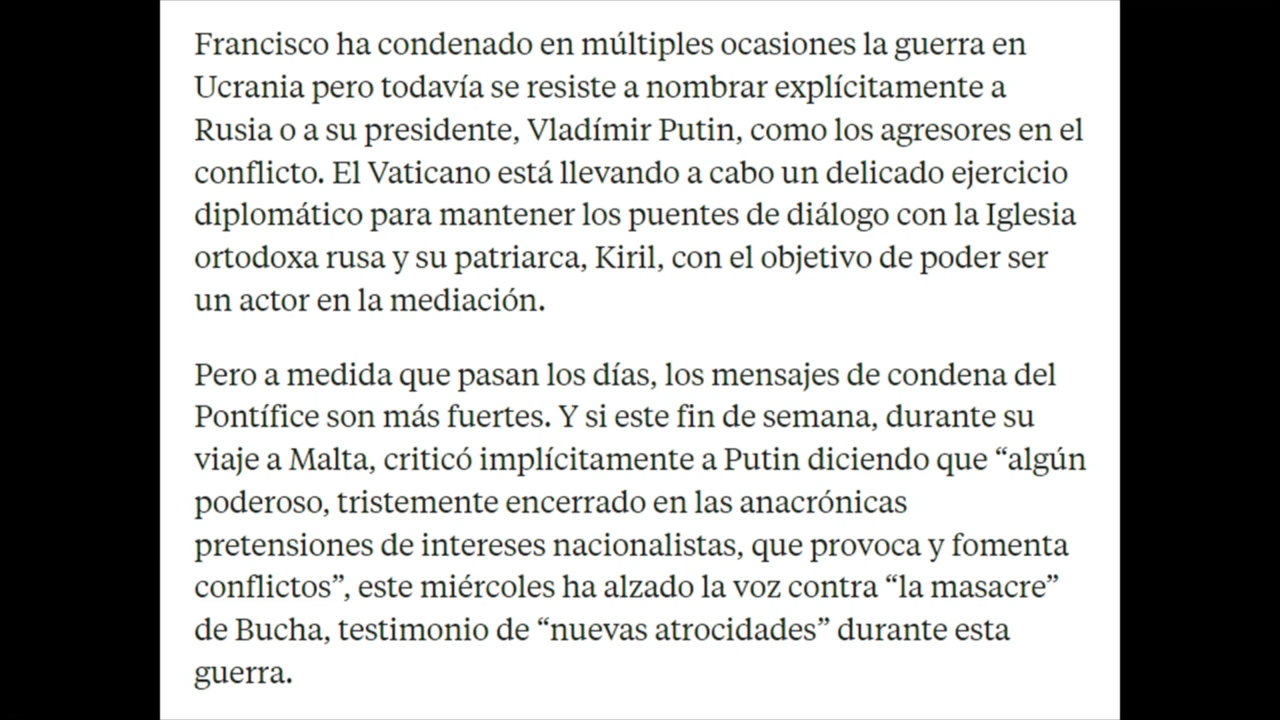 Francisco ha condenado en múltiples ocasiones la guerra en
Ucrania pero todavía se resiste a nombrar explícitamente a
Rusia o a su presidente, Vladímir Putin, como los agresores en el
conflicto. El Vaticano está llevando a cabo un delicado ejercicio
diplomático para mantener los puentes de diálogo con la Iglesia
ortodoxa rusa y su patriarca, Kiril, con el objetivo de poder ser
un actor en la mediación.
Pero a medida que pasan los días, los mensajes de condena del
Pontífice son más fuertes. Y si este fin de semana, durante su
viaje a Malta, criticó implícitamente a Putin diciendo que “algún
poderoso, tristemente encerrado en las anacrónicas
pretensiones de intereses nacionalistas, que provoca y fomenta
conflictos”, este miércoles ha alzado la voz contra “la masacre”
de Bucha, testimonio de “nuevas atrocidades” durante esta
guerra.